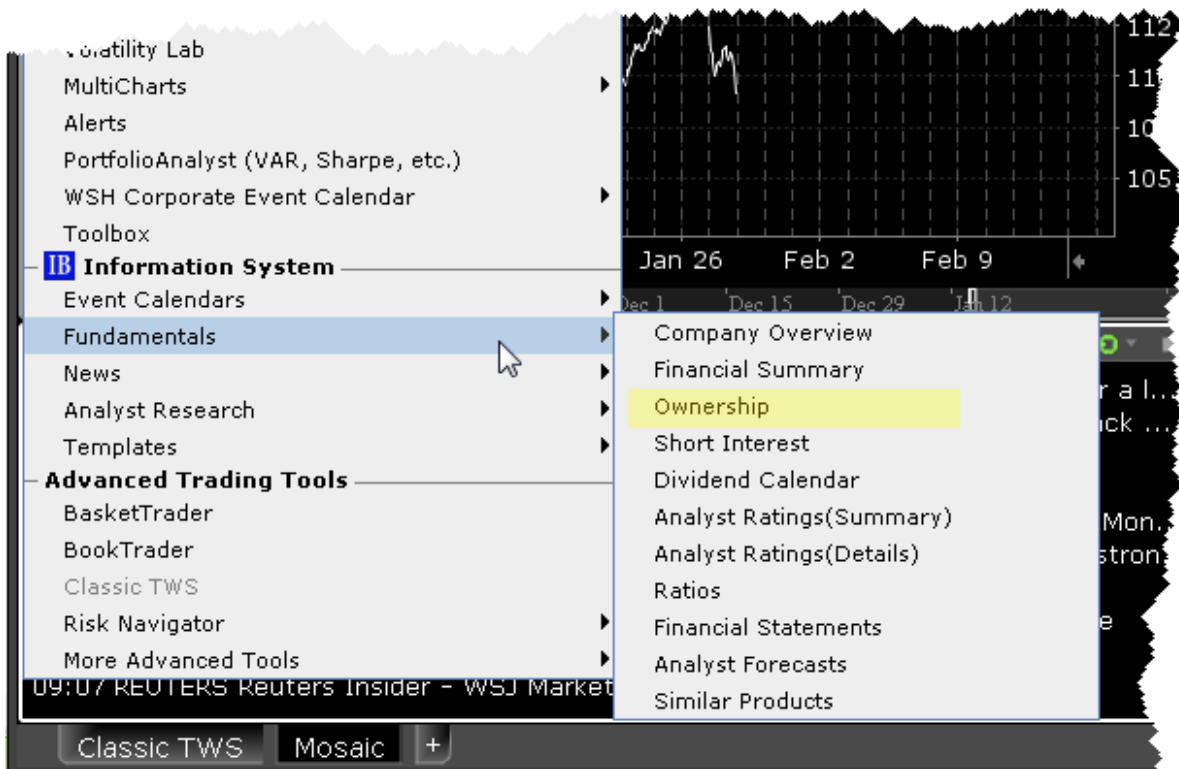 Volatility Lab
MultiCharts
Alerts
PortfolioAnalyst (VAR, Sharpe, etc.)
WSH Corporate Event Calendar
Toolbox
IB Information System
Event Calendars
Fundamentals
News
Analyst Research
Templates
Advanced Trading Tools
BasketTrader
BookTrader
Classic TWS
Risk Navigator
More Advanced Tools
09:07 REUTERS Reuters Insider - WSJ Market
112
105
Jan 26 Feb 2 Feb 9
Dec 1 Dec 15 Dec 29 Jan 12
Company Overview
Financial Summary
Ownership
Short Interest
Dividend Calendar
Analyst Ratings(Summary)
Analyst Ratings(Details)
Ratios
Financial Statements
Analyst Forecasts
Similar Products
r a l...
ck ...
Mon.
stron
e
Classic TWS Mosaic +